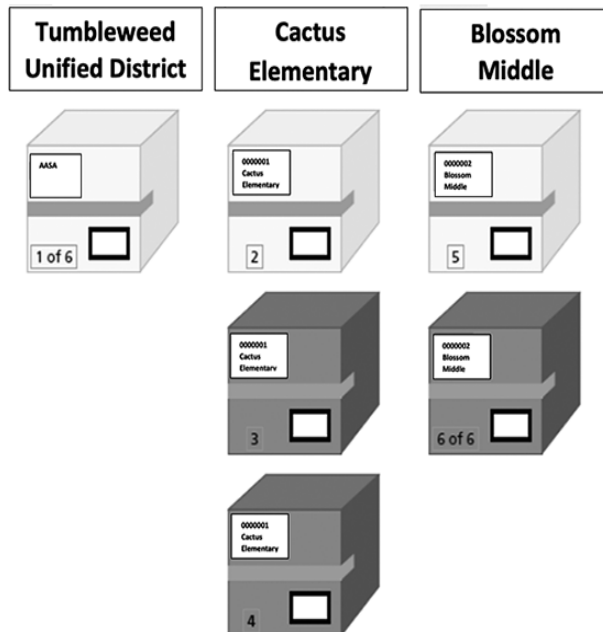 Tumbleweed
Unified District
Cactus
Elementary
Blossom
Middle
AASA
1 of 6
0000001
Cactus
Elementary
2
0000002
Blossom
Middle
5
0000001
Cactus
Elementary
3
0000002
Blossom
Middle
6 of 6
0000001
Cactus
Elementary
4